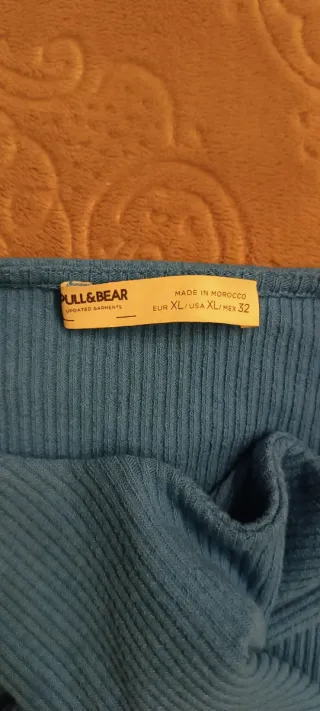 PULL&BEAR
UPDATED GARMENTS
MADE IN MOROCCO
EUR XL/USA XL/MEX 32